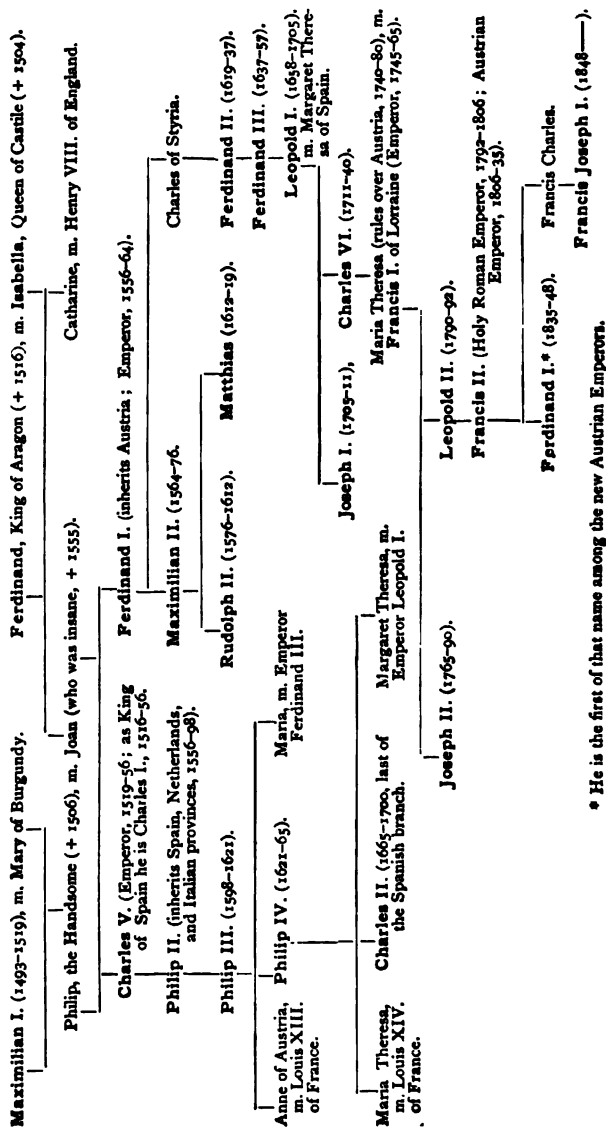 Maximilian I. (1493–1519), m. Mary of Burgundy.
Ferdinand, King of Aragon (+ 1516), m. Isabella, Queen of Castile (+ 1504).
Philip, the Handsome (+ 1506), m. Joan (who was insane, + 1555).
Catharine, m. Henry VIII. of England.
Charles V. (Emperor, 1519–56; as King
of Spain he is Charles I., 1516–56.
Ferdinand I. (inherits Austria; Emperor, 1556–64).
Philip II. (inherits Spain, Netherlands,
and Italian provinces, 1556–98).
Maximilian II. 1564–76.
Charles of Styria.
Philip III. (1598–1621).
Rudolph II. (1576–1612).
Matthias (1612–19).
Ferdinand II. (1619–37).
Ferdinand III. (1637–57).
Anne of Austria,
m. Louis XIII.
of France.
Philip IV. (1621–65)
Maria, m. Emperor
Ferdinand III.
Leopold I. (1658–1705).
m. Margaret There-
sa of Spain.
Maria Theresa,
m. Louis XIV.
of France.
Charles II. (1665–1700, last of
the Spanish branch.
Margaret Theresa, m.
Emperor Leopold I.
Joseph I. (1705–11),
Charles VI. (1711–40).
Maria Theresa (rules over Austria, 1740–80), m.
Francis I. of Lorraine (Emperor, 1745–65).
Joseph II. (1765–90).
Leopold II. (1790–92).
Francis II. (Holy Roman Emperor, 1792–1806; Austrian
Emperor, 1806–35).
Ferdinand I.* (1835–48).
Francis Charles.
Francis Joseph I. (1848——).
* He is the first of that name among the new Austrian Emperors.